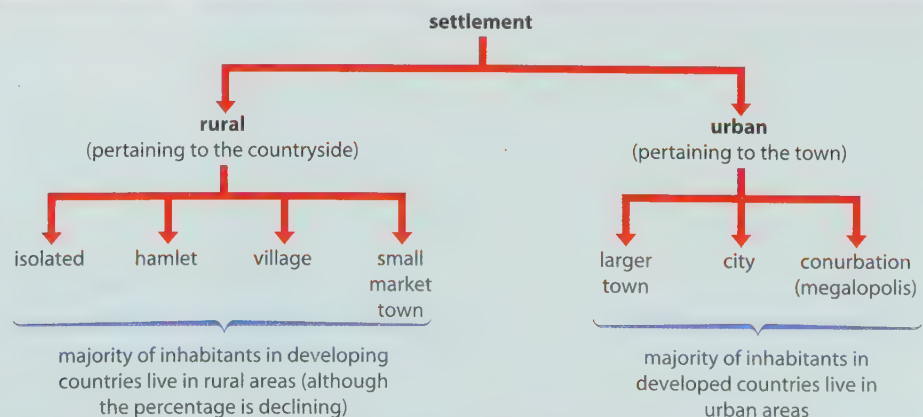 settlement
rural
(pertaining to the countryside)
urban
(pertaining to the town)
isolated
hamlet
village
small
market
town
larger
town
city
conurbation
(megalopolis)
majority of inhabitants in developing
countries live in rural areas (although
the percentage is declining)
majority of inhabitants in
developed countries live in
urban areas